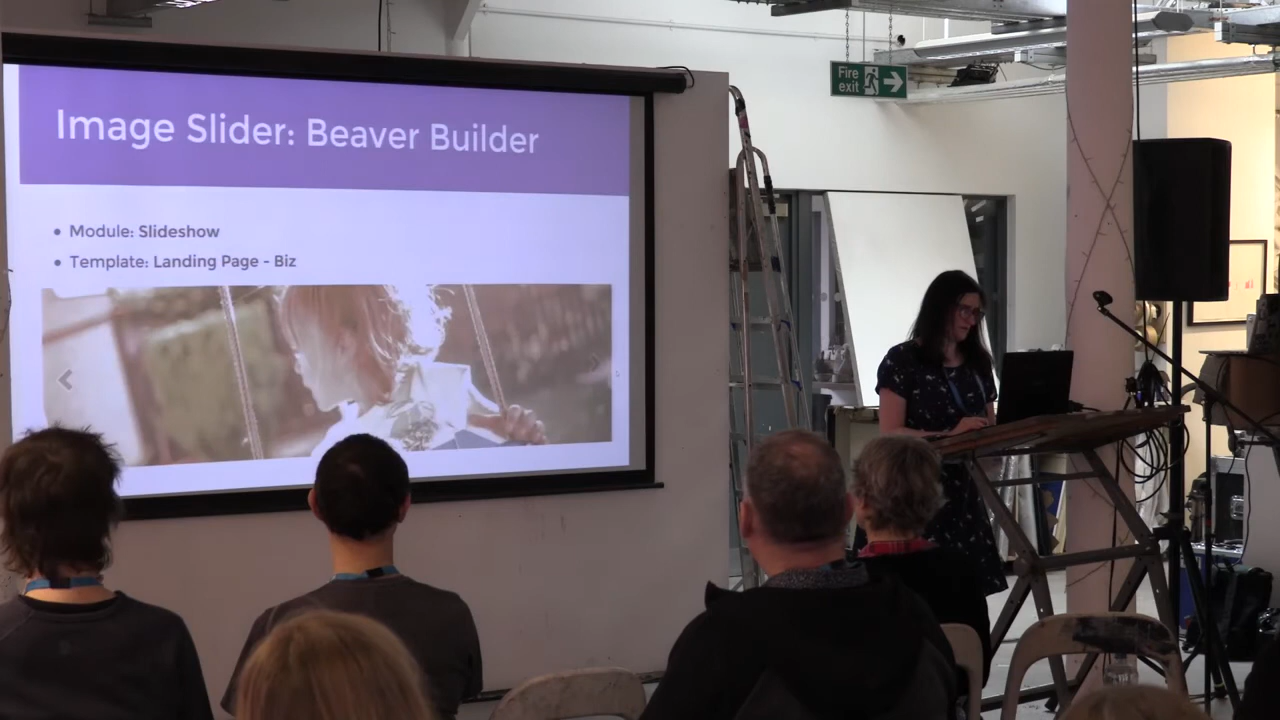 Image Slider: Beaver Builder
Module: Slideshow
Template: Landing Page - Biz
Fire
exit